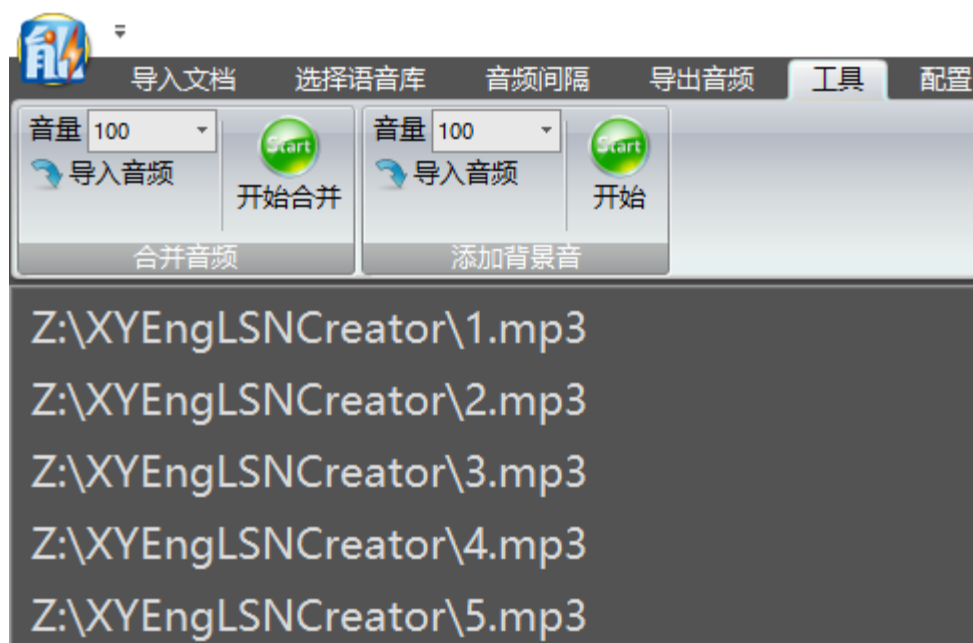 导入文档 选择语音库 音频间隔 导出音频 工具 配置
音量 100 音量 100
导入音频 导入音频
Start Start
开始合并 开始
合并音频 添加背景音
Z:\XYEngLSNCreator\1.mp3
Z:\XYEngLSNCreator\2.mp3
Z:\XYEngLSNCreator\3.mp3
Z:\XYEngLSNCreator\4.mp3
Z:\XYEngLSNCreator\5.mp3